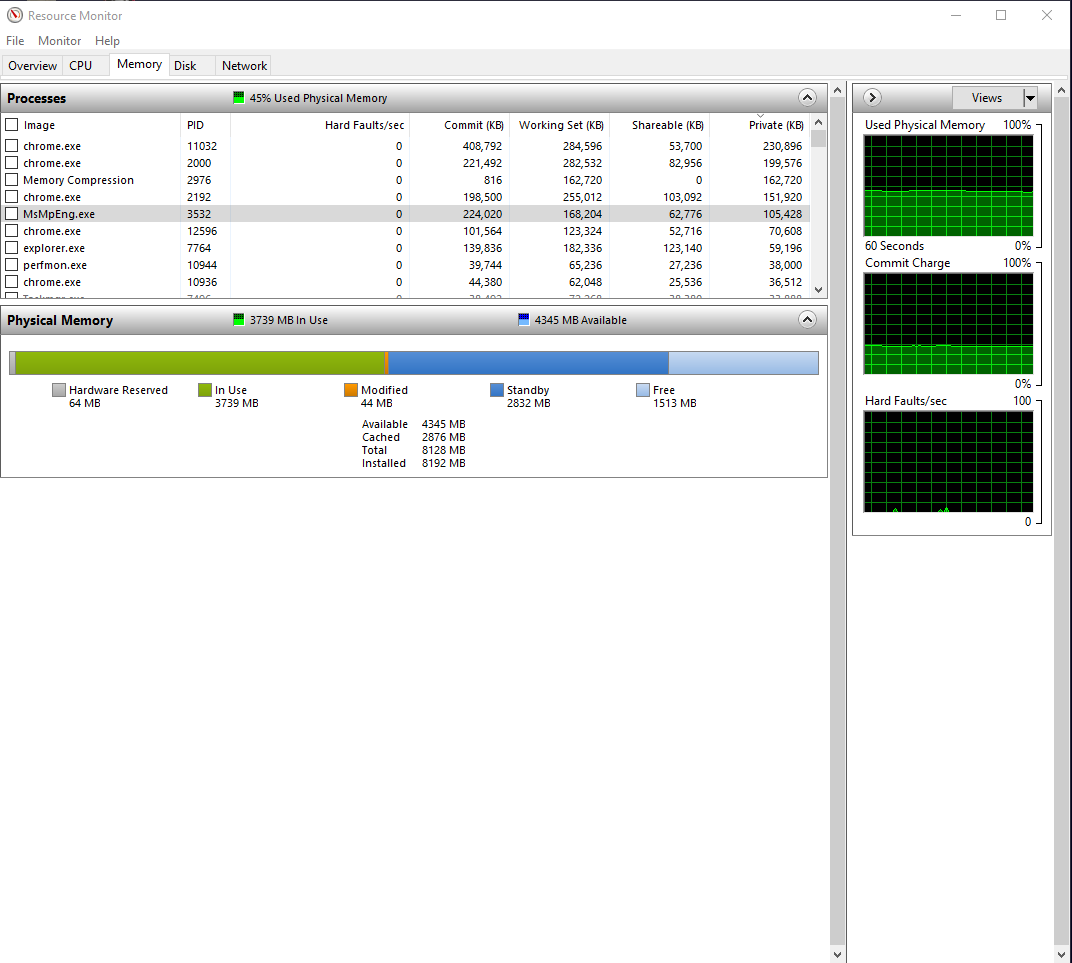 Resource Monitor
File Monitor Help
Overview CPU Memory Disk Network
Processes 45% Used Physical Memory
Image PID Hard Faults/sec Commit (KB) Working Set (KB) Shareable (KB) Private (KB)
chrome.exe 11032 0 408,792 284,596 53,700 230,896
chrome.exe 2000 0 221,492 282,532 82,956 199,576
Memory Compression 2976 0 816 162,720 0 162,720
chrome.exe 2192 0 198,500 255,012 103,092 151,920
MsMpEng.exe 3532 0 224,020 168,204 62,776 105,428
chrome.exe 12596 0 101,564 123,324 52,716 70,608
explorer.exe 7764 0 139,836 182,336 123,140 59,196
perfmon.exe 10944 0 39,744 65,236 27,236 38,000
chrome.exe 10936 0 44,380 62,048 25,536 36,512
Physical Memory 3739 MB In Use 4345 MB Available
Hardware Reserved In Use Modified Standby Free
64 MB 3739 MB 44 MB 2832 MB 1513 MB
Available 4345 MB
Cached 2876 MB
Total 8128 MB
Installed 8192 MB
Views
Used Physical Memory 100%
60 Seconds 0%
Commit Charge 100%
0%
Hard Faults/sec 100
0